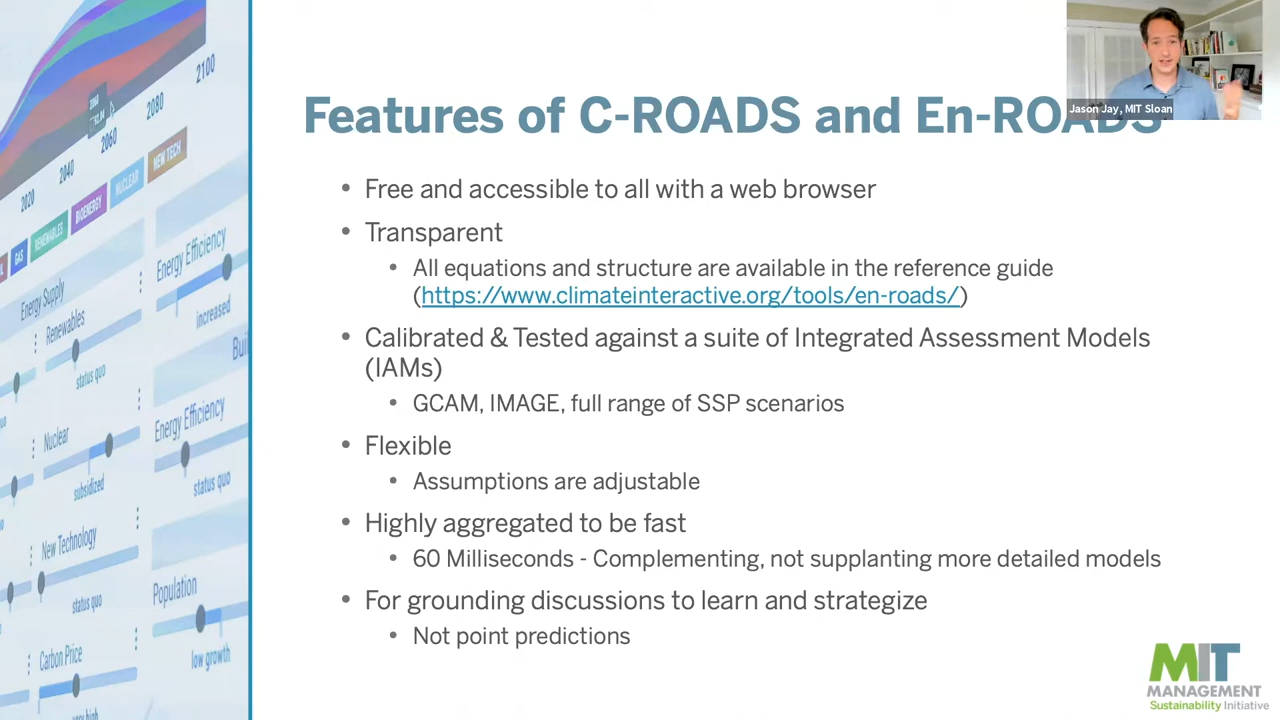 Features of C-ROADS and En-ROADS
Jason Jay, MIT Sloan
• Free and accessible to all with a web browser
• Transparent
• All equations and structure are available in the reference guide
(https://www.climateinteractive.org/tools/en-roads/)
• Calibrated & Tested against a suite of Integrated Assessment Models
(IAMs)
• GCAM, IMAGE, full range of SSP scenarios
• Flexible
• Assumptions are adjustable
• Highly aggregated to be fast
• 60 Milliseconds - Complementing, not supplanting more detailed models
• For grounding discussions to learn and strategize
• Not point predictions
MIT
MANAGEMENT
Sustainability Initiative
2020
2040
2060
2080
2100
GAS
RENEWABLES
BIOENERGY
NUCLEAR
NEW TECH
Energy Supply
Renewables
status quo
Nuclear
subsidized
New Technology
status quo
Carbon Price
very high
Energy Efficiency
increased
Energy Efficiency
status quo
Population
low growth